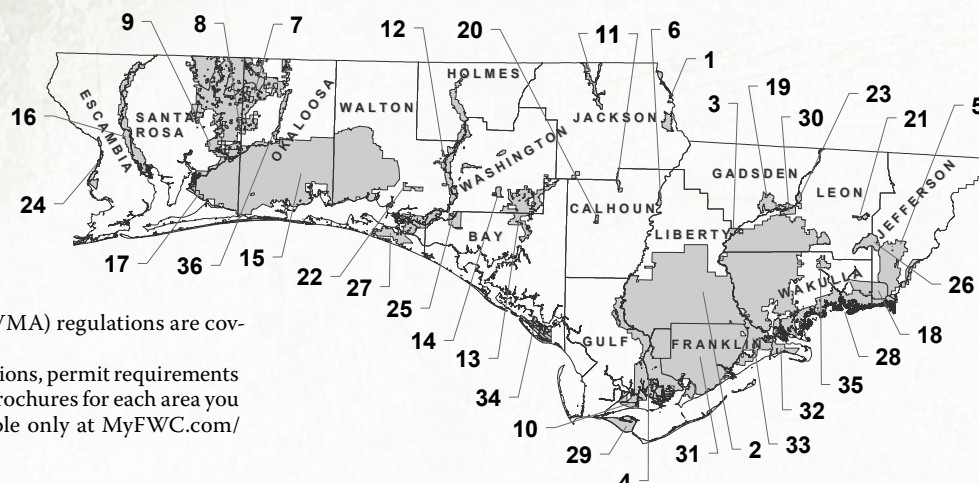 9
8
7
12
20
11
6
1
19
3
30
23
21
5
16
24
17
36
15
22
27
25
14
13
34
10
29
4
31
2
33
32
35
28
18
26
ESCAMBIA
SANTA
ROSA
OKALOOSA
WALTON
HOLMES
WASHINGTON
JACKSON
BAY
CALHOUN
GULF
LIBERTY
GADSDEN
LEON
JEFFERSON
WAKULLA
FRANKLIN
VMA) regulations are cov-
ions, permit requirements
rochures for each area you
ble only at MyFWC.com/